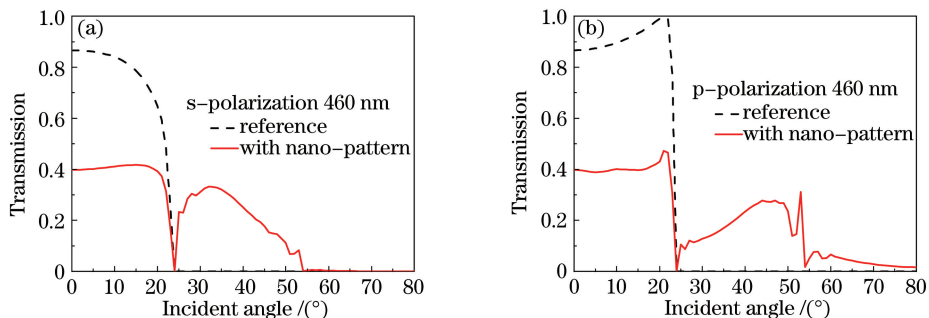 (a)
s-polarization 460 nm
reference
with nano-pattern
Transmission
1.0
0.8
0.6
0.4
0.2
0
0 10 20 30 40 50 60 70 80
Incident angle /(°)
(b)
p-polarization 460 nm
reference
with nano-pattern
Transmission
1.0
0.8
0.6
0.4
0.2
0
0 10 20 30 40 50 60 70 80
Incident angle /(°)